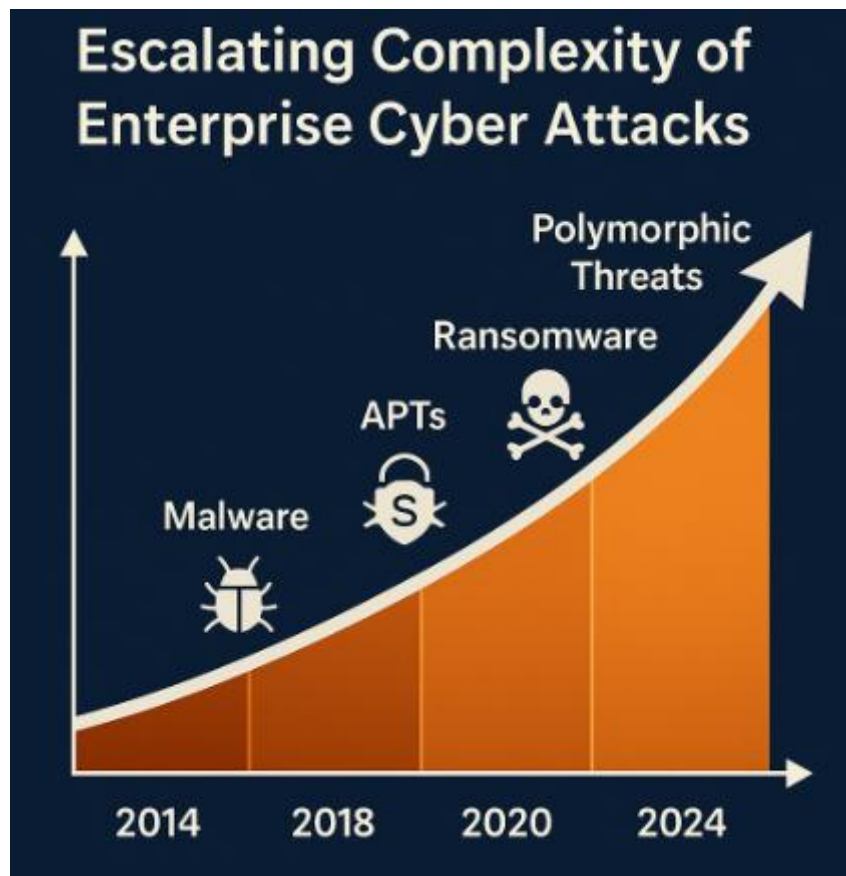 Escalating Complexity of
Enterprise Cyber Attacks
Polymorphic
Threats
Ransomware
APTs
S
Malware
2014 2018 2020 2024